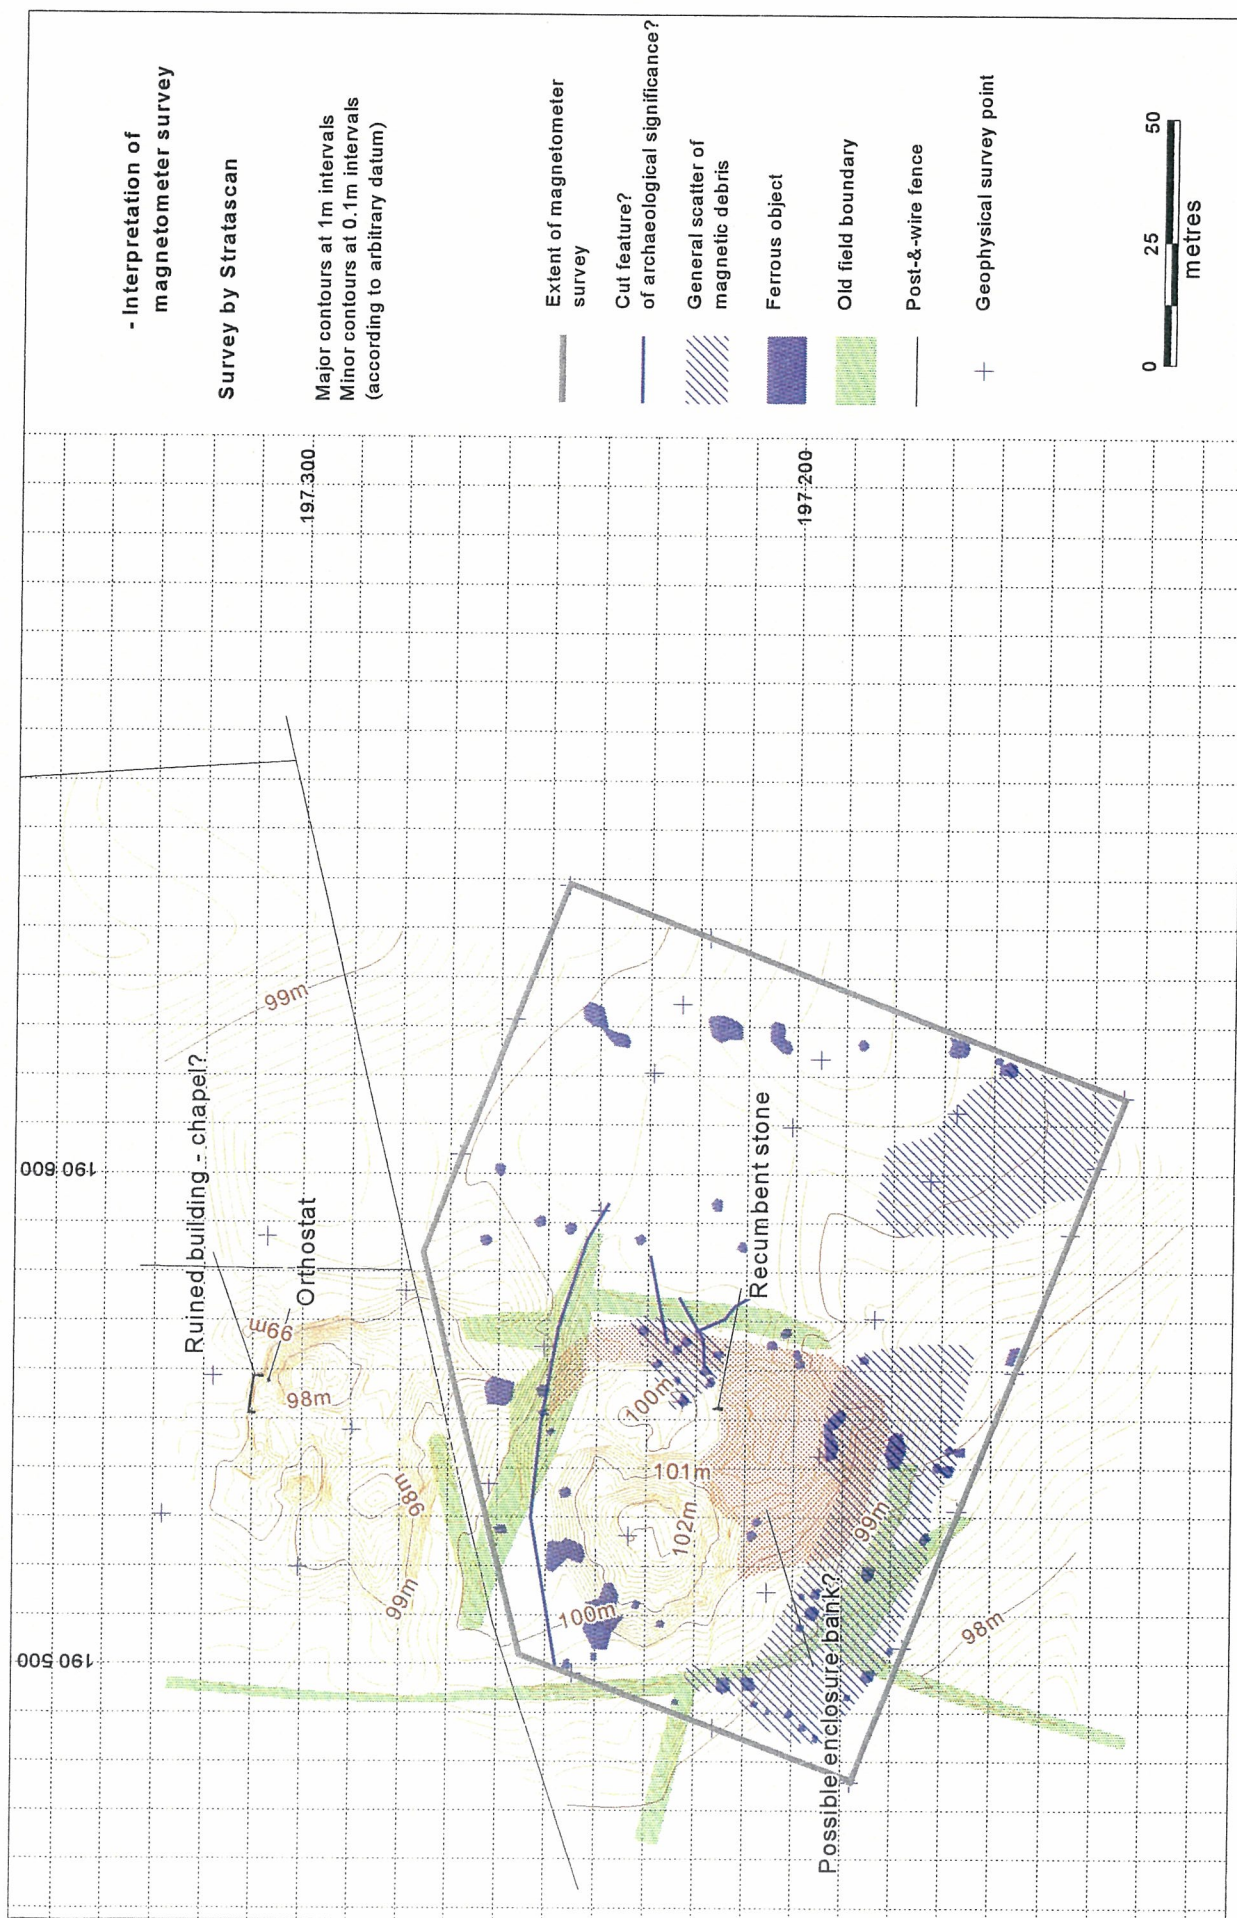 - Interpretation of
magnetometer survey
Survey by Stratascan
Major contours at 1m intervals
Minor contours at 0.1m intervals
(according to arbitrary datum)
Extent of magnetometer
survey
Cut feature?
of archaeological significance?
General scatter of
magnetic debris
Ferrous object
Old field boundary
Post-&-wire fence
Geophysical survey point
0 25 50
metres
197 300
197 200
190 600
190 500
Ruined building - chapel?
Orthostat
Recumbent stone
Possible enclosure bank?
99m
99m
98m
98m
99m
100m
101m
102m
100m
99m
98m